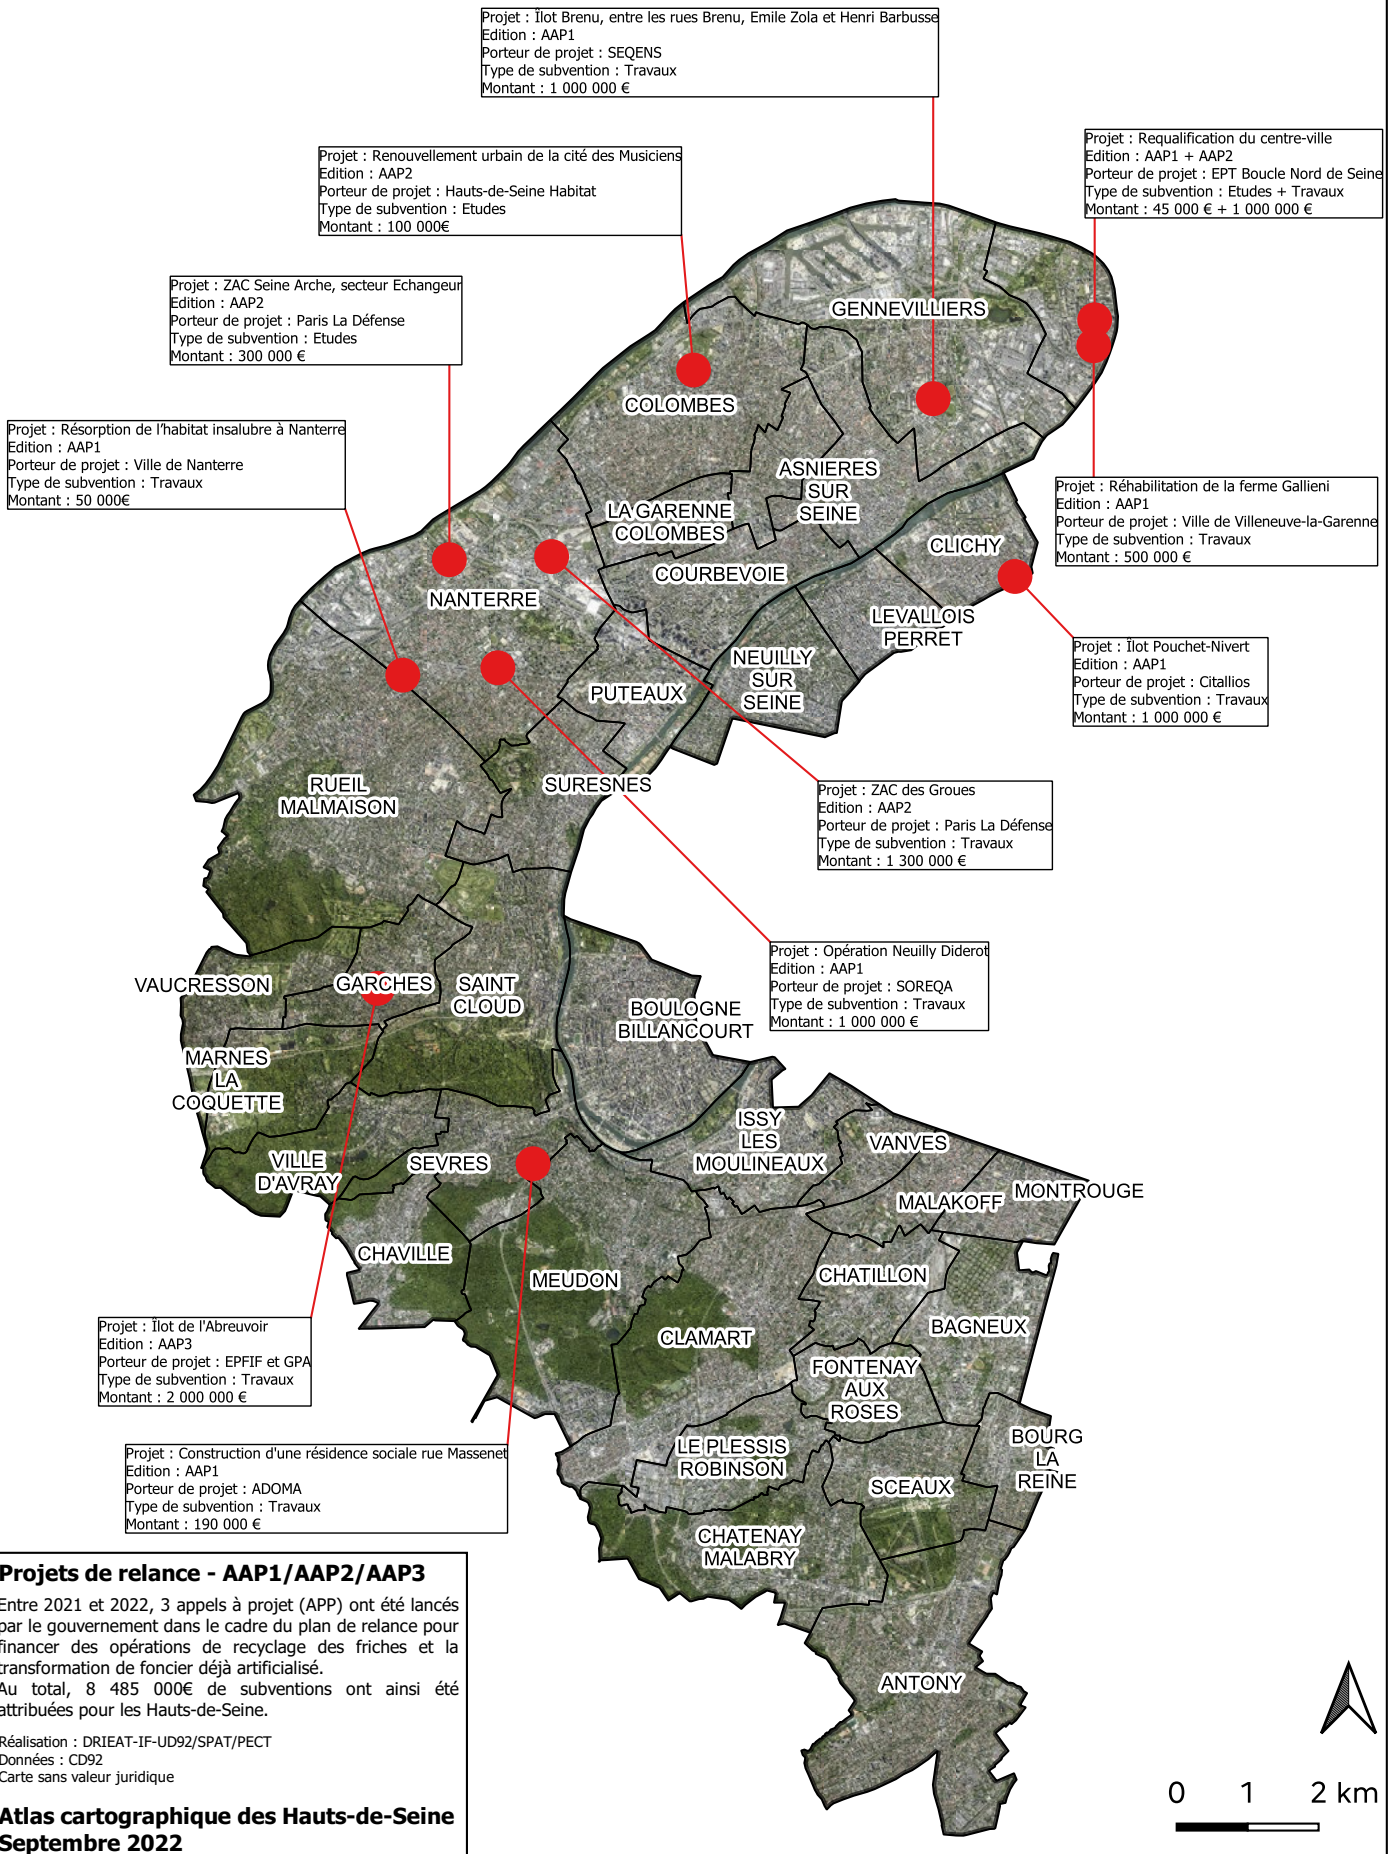 Projet : Îlot Brenu, entre les rues Brenu, Emile Zola et Henri Barbusse
Edition : AAP1
Porteur de projet : SEQENS
Type de subvention : Travaux
Montant : 1 000 000 €
Projet : Requalification du centre-ville
Edition : AAP1 + AAP2
Porteur de projet : EPT Boucle Nord de Seine
Type de subvention : Etudes + Travaux
Montant : 45 000 € + 1 000 000 €
Projet : Renouvellement urbain de la cité des Musiciens
Edition : AAP2
Porteur de projet : Hauts-de-Seine Habitat
Type de subvention : Etudes
Montant : 100 000€
Projet : ZAC Seine Arche, secteur Echangeur
Edition : AAP2
Porteur de projet : Paris La Défense
Type de subvention : Etudes
Montant : 300 000 €
Projet : Résorption de l'habitat insalubre à Nanterre
Edition : AAP1
Porteur de projet : Ville de Nanterre
Type de subvention : Travaux
Montant : 50 000€
GENNEVILLIERS
COLOMBES
ASNIERES
SUR
SEINE
LA GARENNE
COLOMBES
COURBEVOIE
CLICHY
LEVALLOIS
PERRET
NANTERRE
NEUILLY
SUR
SEINE
PUTEAUX
Projet : Réhabilitation de la ferme Gallieni
Edition : AAP1
Porteur de projet : Ville de Villeneuve-la-Garenne
Type de subvention : Travaux
Montant : 500 000 €
Projet : Îlot Pouchet-Nivert
Edition : AAP1
Porteur de projet : Citallios
Type de subvention : Travaux
Montant : 1 000 000 €
RUEIL
MALMAISON
SURESNES
Projet : ZAC des Groues
Edition : AAP2
Porteur de projet : Paris La Défense
Type de subvention : Travaux
Montant : 1 300 000 €
Projet : Opération Neuilly Diderot
Edition : AAP1
Porteur de projet : SOREQA
Type de subvention : Travaux
Montant : 1 000 000 €
VAUCRESSON
GARCHES
SAINT
CLOUD
BOULOGNE
BILLANCOURT
MARNES
LA
COQUETTE
VILLE
D'AVRAY
SEVRES
ISSY
LES
MOULINEAUX
VANVES
MALAKOFF
MONTROUGE
CHAVILLE
MEUDON
CHATILLON
CLAMART
BAGNEUX
FONTENAY
AUX
ROSES
LE PLESSIS
ROBINSON
SCEAUX
BOURG
LA
REINE
CHATENAY
MALABRY
ANTONY
Projet : Îlot de l'Abreuvoir
Edition : AAP3
Porteur de projet : EPFIF et GPA
Type de subvention : Travaux
Montant : 2 000 000 €
Projet : Construction d'une résidence sociale rue Massenet
Edition : AAP1
Porteur de projet : ADOMA
Type de subvention : Travaux
Montant : 190 000 €
Projets de relance - AAP1/AAP2/AAP3
Entre 2021 et 2022, 3 appels à projet (APP) ont été lancés
par le gouvernement dans le cadre du plan de relance pour
financer des opérations de recyclage des friches et la
transformation de foncier déjà artificialisé.
Au total, 8 485 000€ de subventions ont ainsi été
attribuées pour les Hauts-de-Seine.
Réalisation : DRIEAT-IF-UD92/SPAT/PECT
Données : CD92
Carte sans valeur juridique
Atlas cartographique des Hauts-de-Seine
Septembre 2022
0 1 2 km